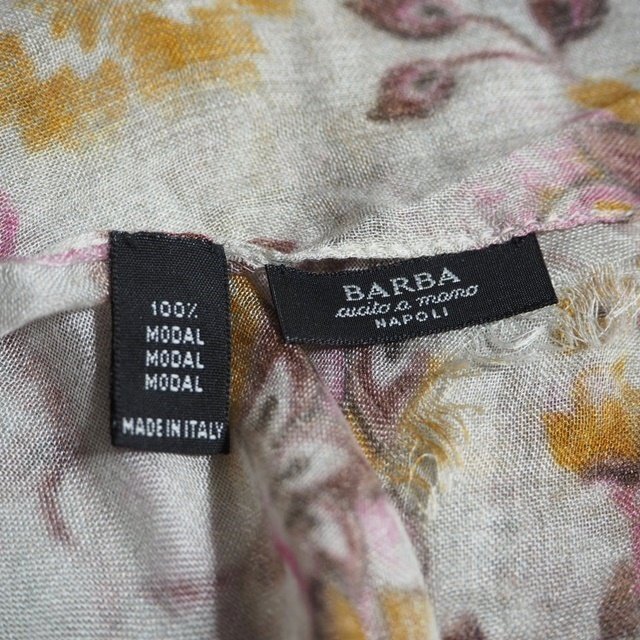 100%
MODAL
MODAL
MODAL
MADE IN ITALY
BARBA
cucito a mano
NAPOLI